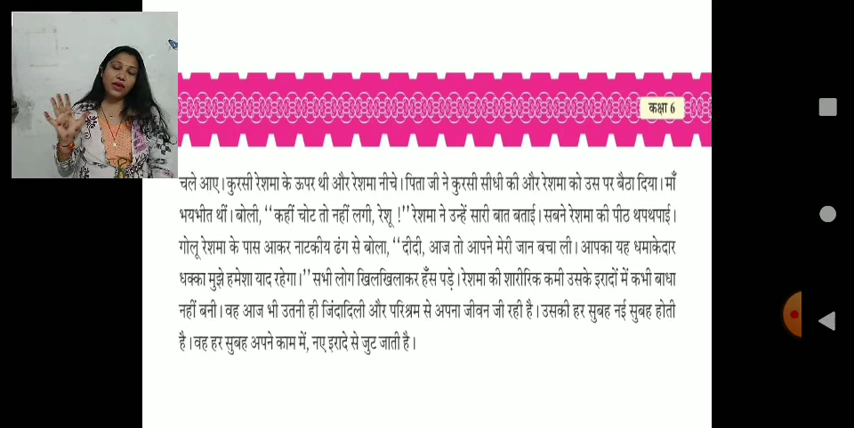 कक्षा 6
चले आए। कुरसी रेशमा के ऊपर थी और रेशमा नीचे। पिता जी ने कुरसी सीधी की और रेशमा को उस पर बैठा दिया। माँ
भयभीत थीं। बोली, “कहीं चोट तो नहीं लगी, रेशू !” रेशमा ने उन्हें सारी बात बताई। सबने रेशमा की पीठ थपथपाई।
गोलू रेशमा के पास आकर नाटकीय ढंग से बोला, “दीदी, आज तो आपने मेरी जान बचा ली। आपका यह धमाकेदार
धक्का मुझे हमेशा याद रहेगा।” सभी लोग खिलखिलाकर हँस पड़े। रेशमा की शारीरिक कमी उसके इरादों में कभी बाधा
नहीं बनी। वह आज भी उतनी ही जिंदादिली और परिश्रम से अपना जीवन जी रही है। उसकी हर सुबह नई सुबह होती
है। वह हर सुबह अपने काम में, नए इरादे से जुट जाती है।